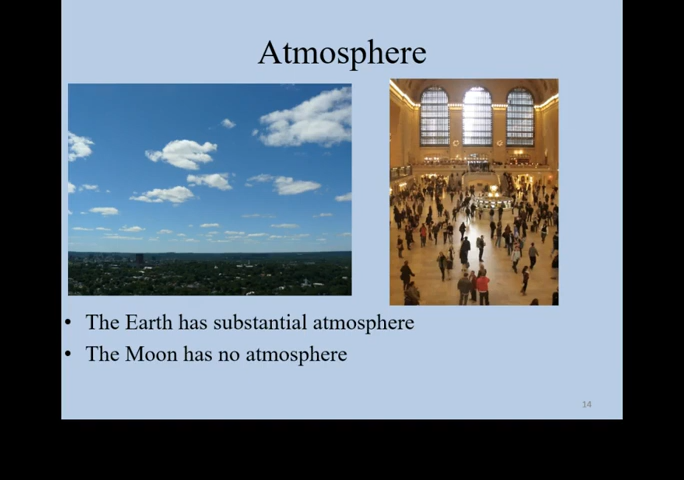 Atmosphere
• The Earth has substantial atmosphere
• The Moon has no atmosphere
14